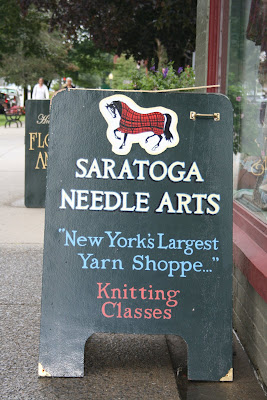 SARATOGA
NEEDLE ARTS
"New York's Largest
Yarn Shoppe..."
Knitting
Classes